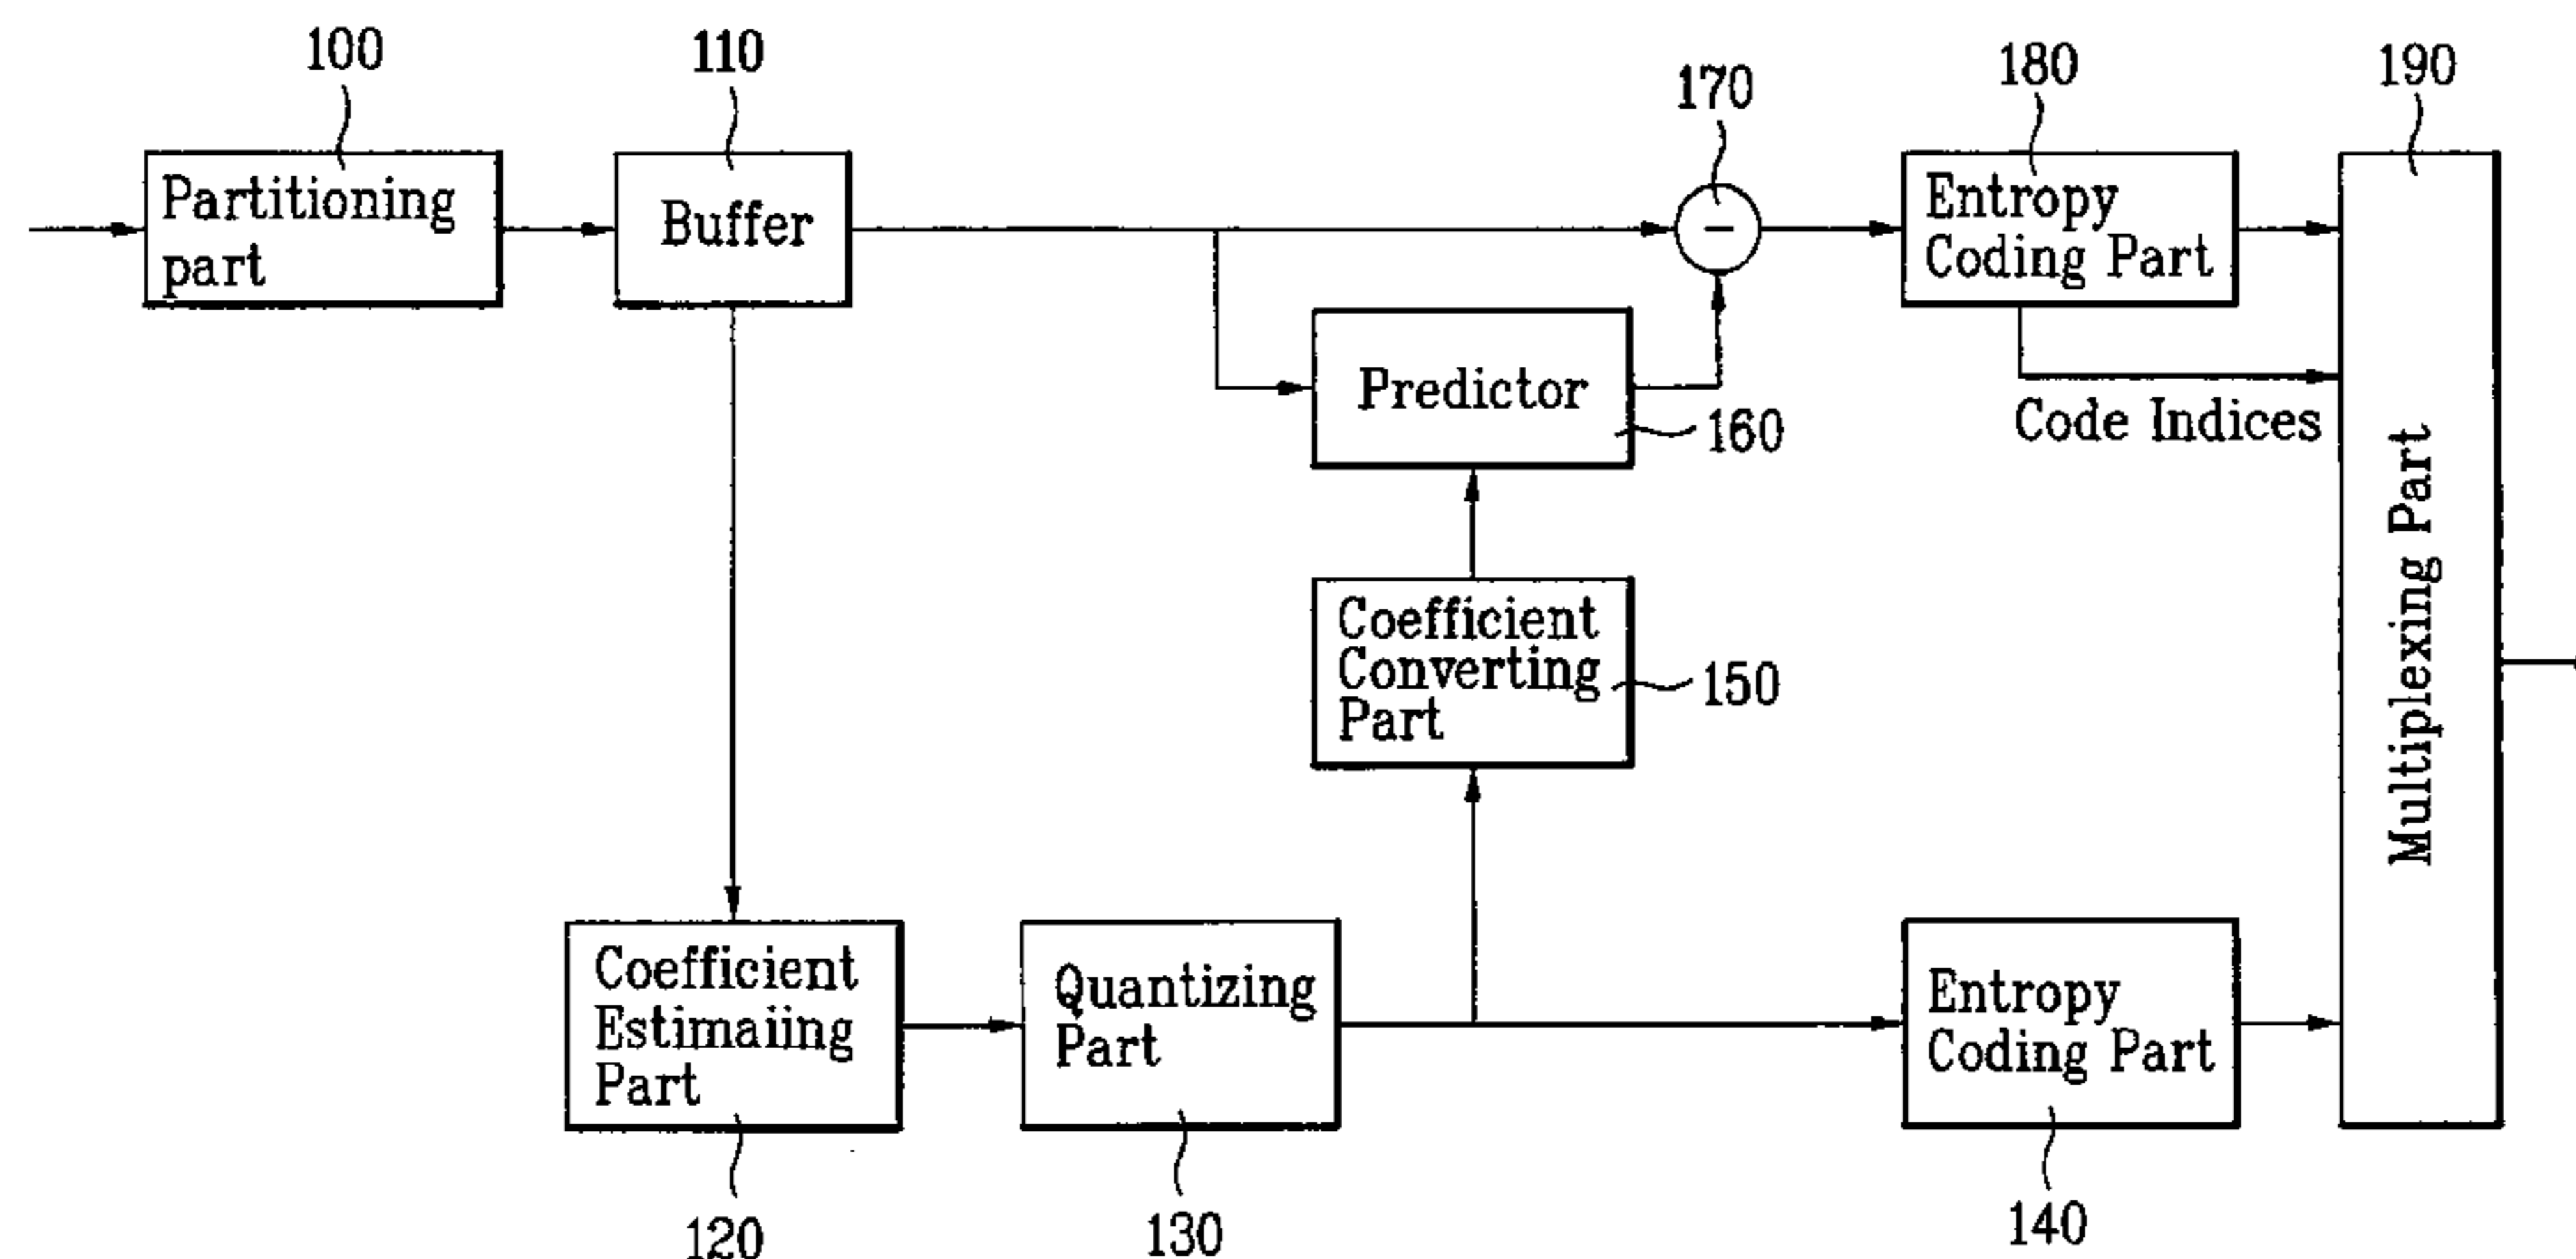 100
110
170
180
190
Partitioning
part
Buffer
-
Entropy
Coding Part
Predictor
160
Code Indices
Multiplexing Part
Coefficient
Converting
Part
150
Coefficient
Estimaiing
Part
Quantizing
Part
Entropy
Coding Part
120
130
140